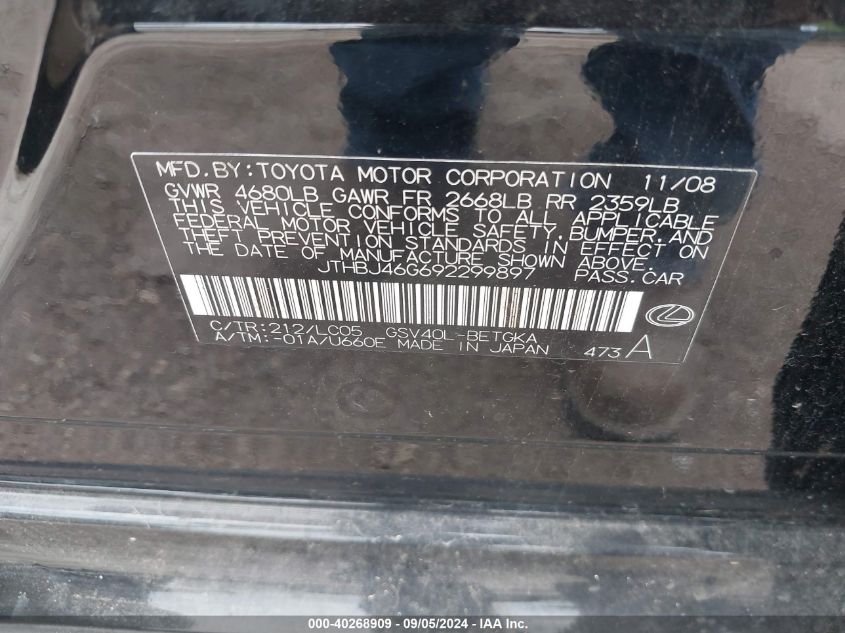 MFD.BY:TOYOTA MOTOR CORPORATION 11/08
GVWR 4680LB GAWR FR 2668LB RR 2359LB
THIS VEHICLE CONFORMS TO ALL APPLICABLE
FEDERAL MOTOR VEHICLE SAFETY,BUMPER,AND
THEFT PREVENTION STANDARDS IN EFFECT ON
THE DATE OF MANUFACTURE SHOWN ABOVE.
JTHBJ46G692299897 PASS.CAR
C/TR:212/LC05 GSV40L-BETGKA
A/TM:-01A/U660E MADE IN JAPAN 473A
000-40268909 - 09/05/2024 - IAA Inc.